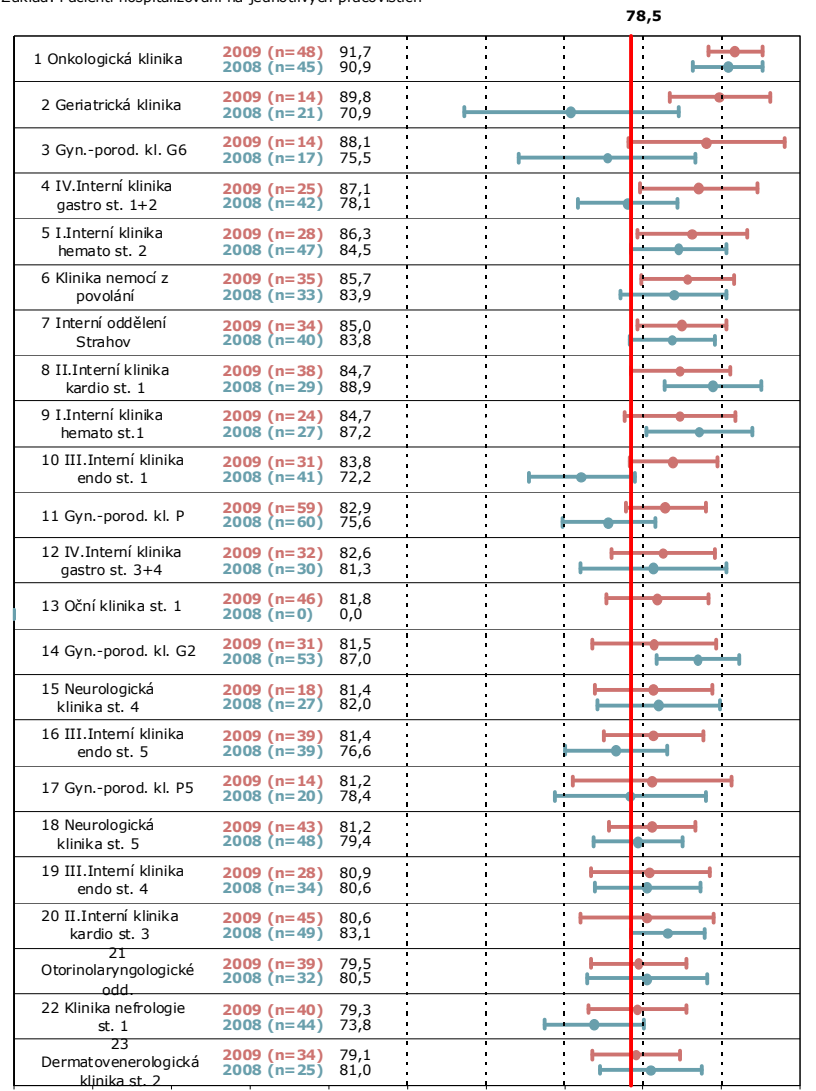 Základ: Pacienti hospitalizovaní na jednotlivých pracovištích
78,5
1 Onkologická klinika
2009 (n=48) 91,7
2008 (n=45) 90,9
2 Geriatrická klinika
2009 (n=14) 89,8
2008 (n=21) 70,9
3 Gyn.-porod. kl. G6
2009 (n=14) 88,1
2008 (n=17) 75,5
4 IV.Interní klinika
gastro st. 1+2
2009 (n=25) 87,1
2008 (n=42) 78,1
5 I.Interní klinika
hemato st. 2
2009 (n=28) 86,3
2008 (n=47) 84,5
6 Klinika nemocí z
povolání
2009 (n=35) 85,7
2008 (n=33) 83,9
7 Interní oddělení
Strahov
2009 (n=34) 85,0
2008 (n=40) 83,8
8 II.Interní klinika
kardio st. 1
2009 (n=38) 84,7
2008 (n=29) 88,9
9 I.Interní klinika
hemato st.1
2009 (n=24) 84,7
2008 (n=27) 87,2
10 III.Interní klinika
endo st. 1
2009 (n=31) 83,8
2008 (n=41) 72,2
11 Gyn.-porod. kl. P
2009 (n=59) 82,9
2008 (n=60) 75,6
12 IV.Interní klinika
gastro st. 3+4
2009 (n=32) 82,6
2008 (n=30) 81,3
13 Oční klinika st. 1
2009 (n=46) 81,8
2008 (n=0) 0,0
14 Gyn.-porod. kl. G2
2009 (n=31) 81,5
2008 (n=53) 87,0
15 Neurologická
klinika st. 4
2009 (n=18) 81,4
2008 (n=27) 82,0
16 III.Interní klinika
endo st. 5
2009 (n=39) 81,4
2008 (n=39) 76,6
17 Gyn.-porod. kl. P5
2009 (n=14) 81,2
2008 (n=20) 78,4
18 Neurologická
klinika st. 5
2009 (n=43) 81,2
2008 (n=48) 79,4
19 III.Interní klinika
endo st. 4
2009 (n=28) 80,9
2008 (n=34) 80,6
20 II.Interní klinika
kardio st. 3
2009 (n=45) 80,6
2008 (n=49) 83,1
21
Otorinolaryngologické
odd.
2009 (n=39) 79,5
2008 (n=32) 80,5
22 Klinika nefrologie
st. 1
2009 (n=40) 79,3
2008 (n=44) 73,8
23
Dermatovenerologická
klinika st. 2
2009 (n=34) 79,1
2008 (n=25) 81,0